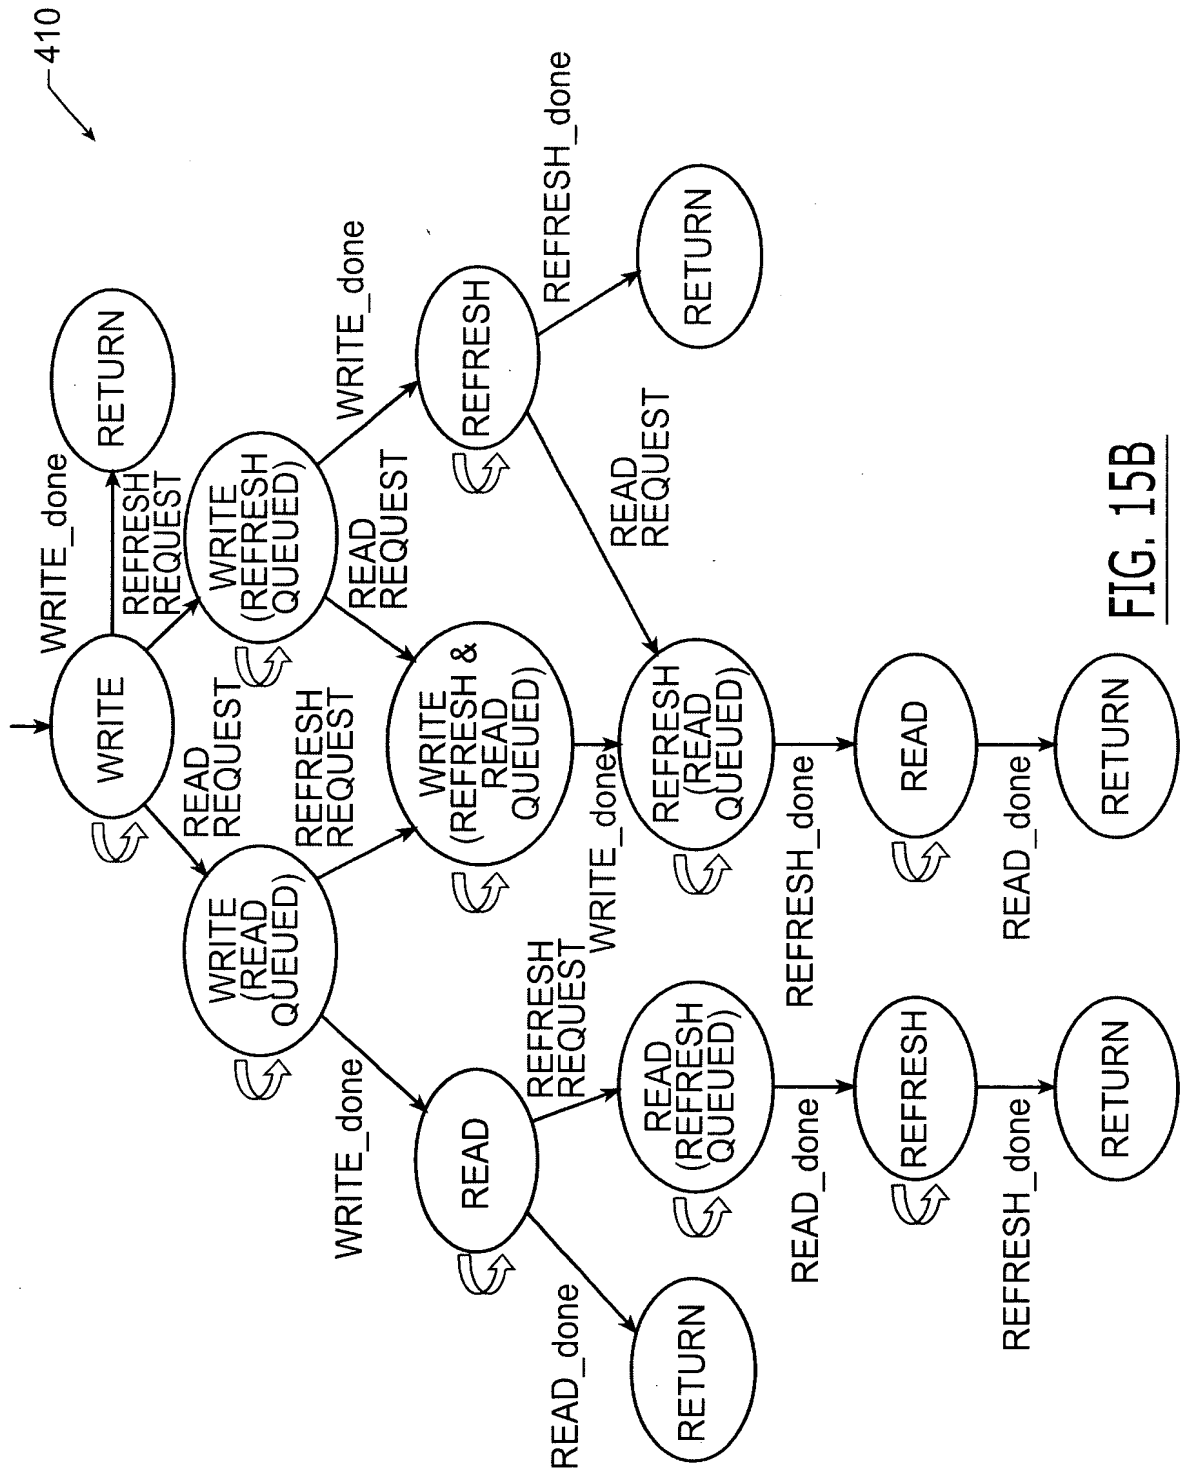 410
WRITE_done
WRITE
RETURN
READ
REQUEST
REFRESH
REQUEST
WRITE
(READ
QUEUED)
WRITE
(REFRESH
QUEUED)
REFRESH
REQUEST
READ
REQUEST
WRITE_done
WRITE_done
READ
WRITE
(REFRESH &
READ
QUEUED)
REFRESH
READ_done
REFRESH
REQUEST
WRITE_done
READ
REQUEST
REFRESH_done
RETURN
READ
(REFRESH
QUEUED)
REFRESH
(READ
QUEUED)
RETURN
READ_done
REFRESH_done
REFRESH
READ
REFRESH_done
READ_done
RETURN
RETURN
FIG. 15B